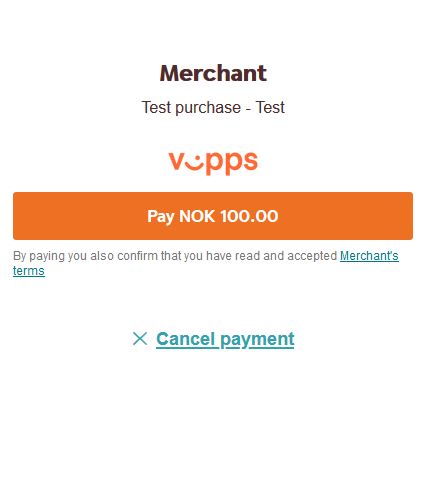 Merchant
Test purchase - Test
vipps
Pay NOK 100.00
By paying you also confirm that you have read and accepted Merchant's
terms
Cancel payment